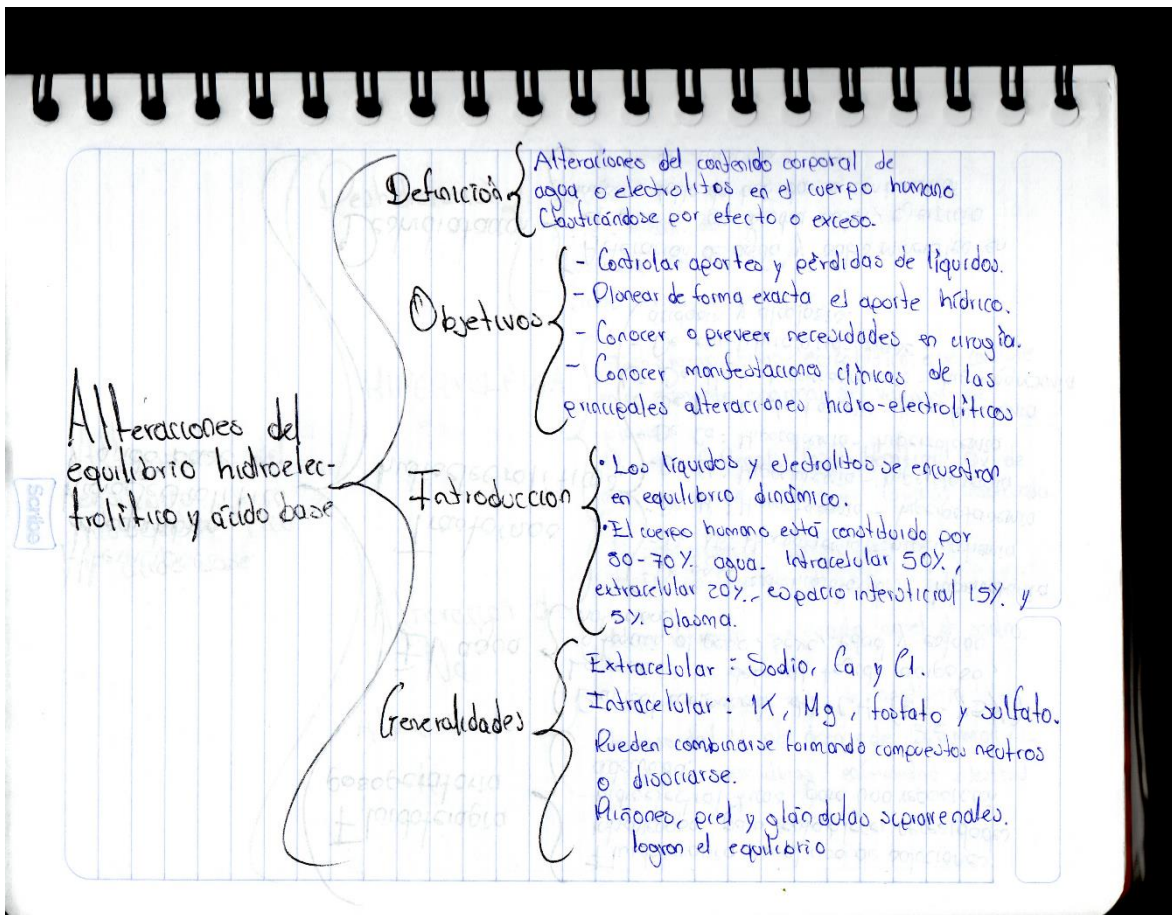 Alteraciones del
equilibrio hidroelec-
trolítico y ácido base
Definición
Alteraciones del contenido corporal de
agua o electrolitos en el cuerpo humano
Clasificándose por efecto o exceso.
Objetivos
- Controlar aportes y pérdidas de líquidos.
- Planear de forma exacta el aporte hídrico.
- Conocer o preveer necesidades en cirugía.
- Conocer manifestaciones clínicas de las
principales alteraciones hidro-electrolíticos
Introduccion
• Los líquidos y electrolitos se encuentran
en equilibrio dinámico.
• El cuerpo humano está constituido por
50-70% agua. Intracelular 50%,
extracelular 20%, espacio intersticial 15% y
5% plasma.
Generalidades
Extracelular: Sodio, Ca y Cl.
Intracelular: K, Mg, fosfato y sulfato.
Pueden combinarse formando compuestos neutros
o disociarse.
Riñones, piel y glándulas suprarrenales.
logran el equilibrio
Scribe